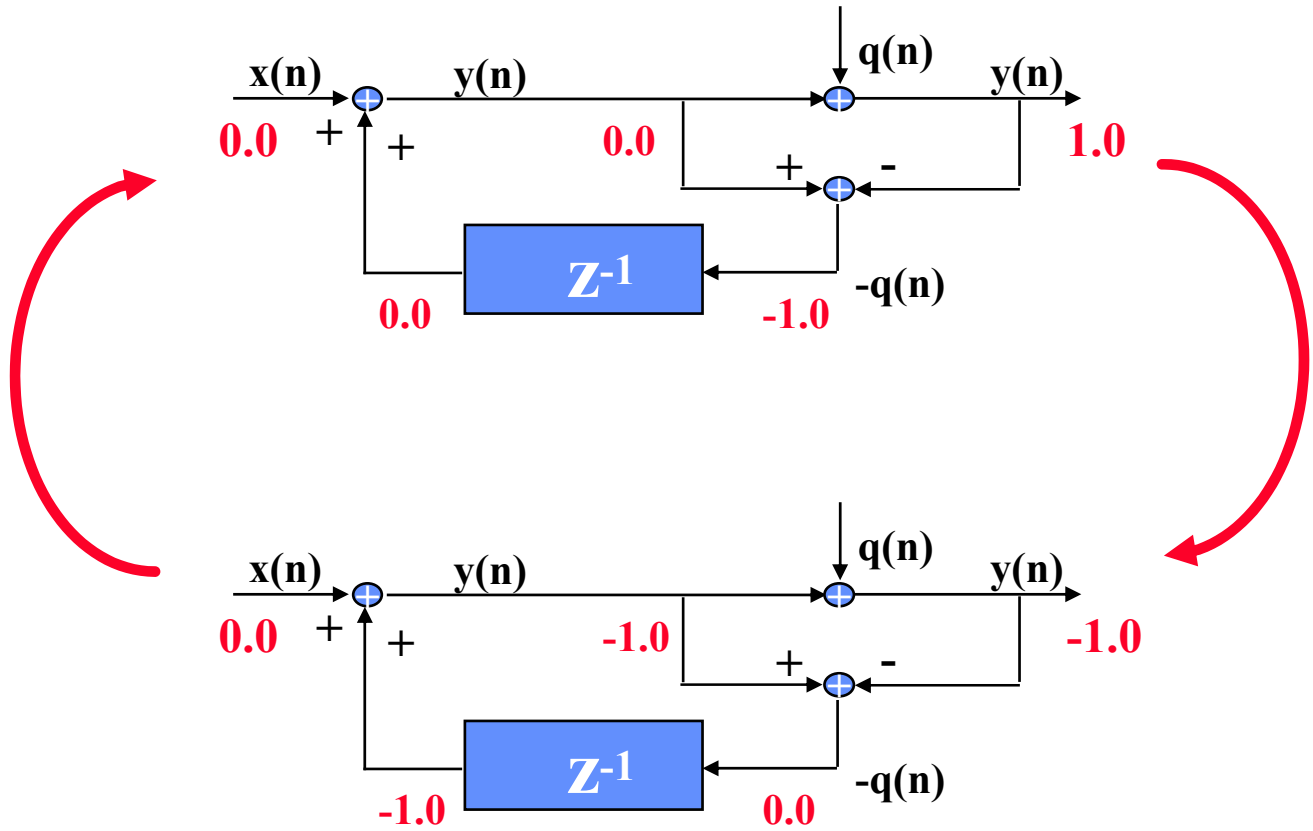 q(n)
x(n) y(n) y(n)
0.0 + + 0.0 1.0
+ -
z-1
-q(n)
0.0 -1.0
q(n)
x(n) y(n) y(n)
0.0 + + -1.0 -1.0
+ -
z-1
-q(n)
-1.0 0.0